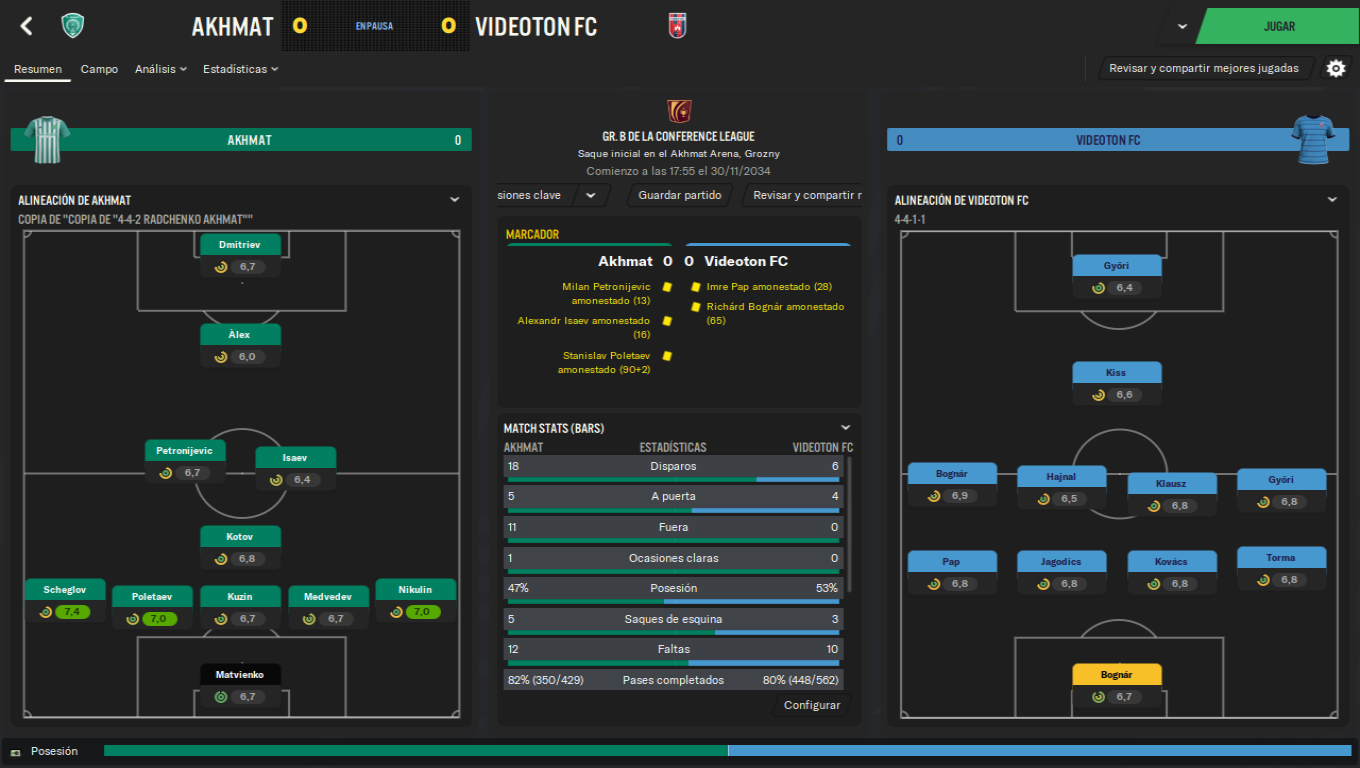 AKHMAT 0 EN PAUSA 0 VIDEOTON FC
JUGAR
Resumen Campo Análisis Estadísticas
Revisar y compartir mejores jugadas
AKHMAT 0
GR. B DE LA CONFERENCE LEAGUE
Saque inicial en el Akhmat Arena, Grozny
Comienzo a las 17:55 el 30/11/2034
0 VIDEOTON FC
siones clave Guardar partido Revisar y compartir r
ALINEACIÓN DE AKHMAT
COPIA DE "COPIA DE "4-4-2 RADCHENKO AKHMAT""
Dmitriev
6,7
Àlex
6,0
Petronijevic
6,7
Isaev
6,4
Kotov
6,8
Scheglov
7,4
Poletaev
7,0
Kuzin
6,7
Medvedev
6,7
Nikulin
7,0
Matvienko
6,7
MARCADOR
Akhmat 0 0 Videoton FC
Milan Petronijevic
amonestado (13)
Alexandr Isaev amonestado
(16)
Stanislav Poletaev
amonestado (90+2)
Imre Pap amonestado (28)
Richárd Bognár amonestado
(65)
MATCH STATS (BARS)
AKHMAT ESTADÍSTICAS VIDEOTON FC
18 Disparos 6
5 A puerta 4
11 Fuera 0
1 Ocasiones claras 0
47% Posesión 53%
5 Saques de esquina 3
12 Faltas 10
82% (350/429) Pases completados 80% (448/562)
Configurar
ALINEACIÓN DE VIDEOTON FC
4-4-1-1
Győri
6,4
Kiss
6,6
Bognár
6,9
Hajnal
6,5
Klausz
6,8
Győri
6,8
Pap
6,8
Jagodics
6,8
Kovács
6,8
Torma
6,8
Bognár
6,7
Posesión